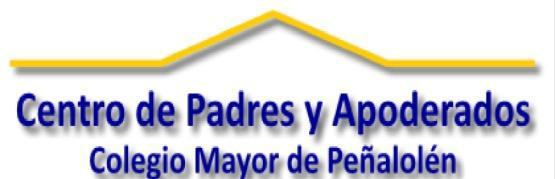 Centro de Padres y Apoderados
Colegio Mayor de Peñalolén